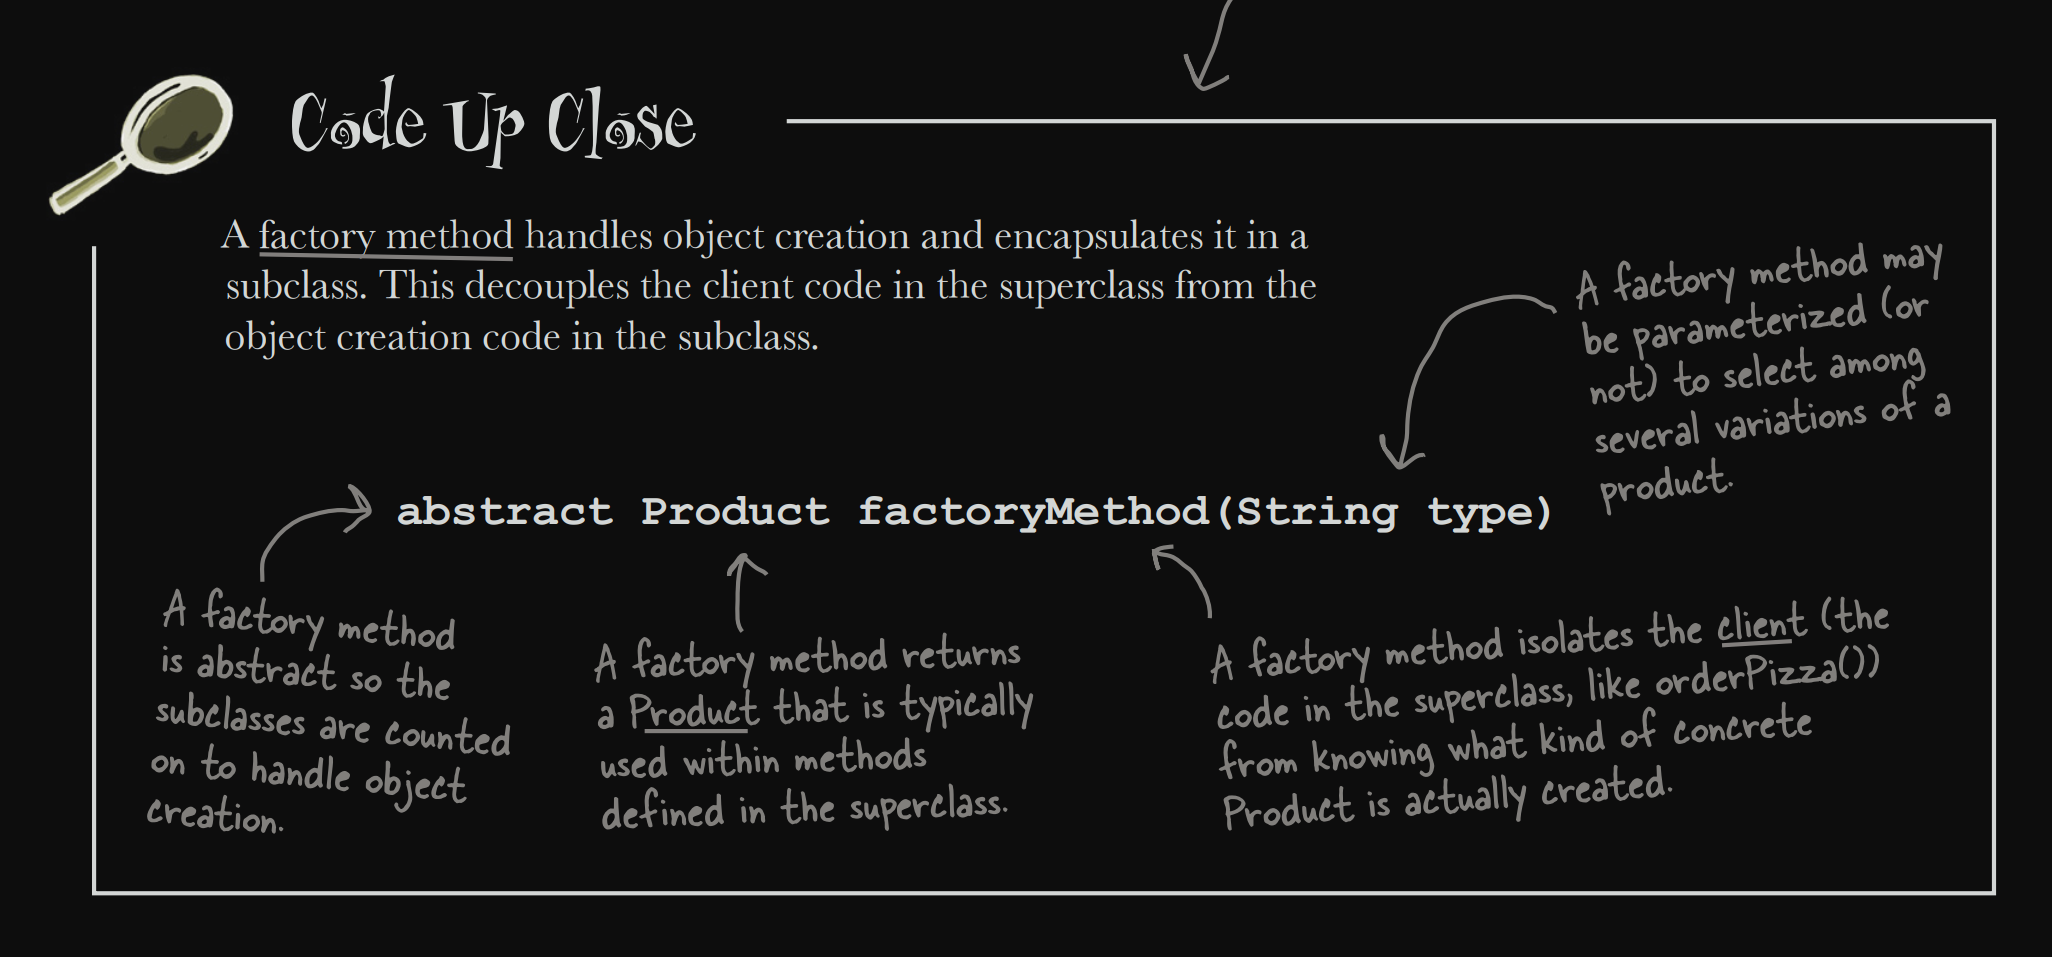 Code Up Close
A factory method handles object creation and encapsulates it in a
subclass. This decouples the client code in the superclass from the
object creation code in the subclass.
A factory method may
be parameterized (or
not) to select among
several variations of a
product.
abstract Product factoryMethod(String type)
A factory method
is abstract so the
subclasses are counted
on to handle object
creation.
A factory method returns
a Product that is typically
used within methods
defined in the superclass.
A factory method isolates the client (the
code in the superclass, like orderPizza())
from knowing what kind of concrete
Product is actually created.